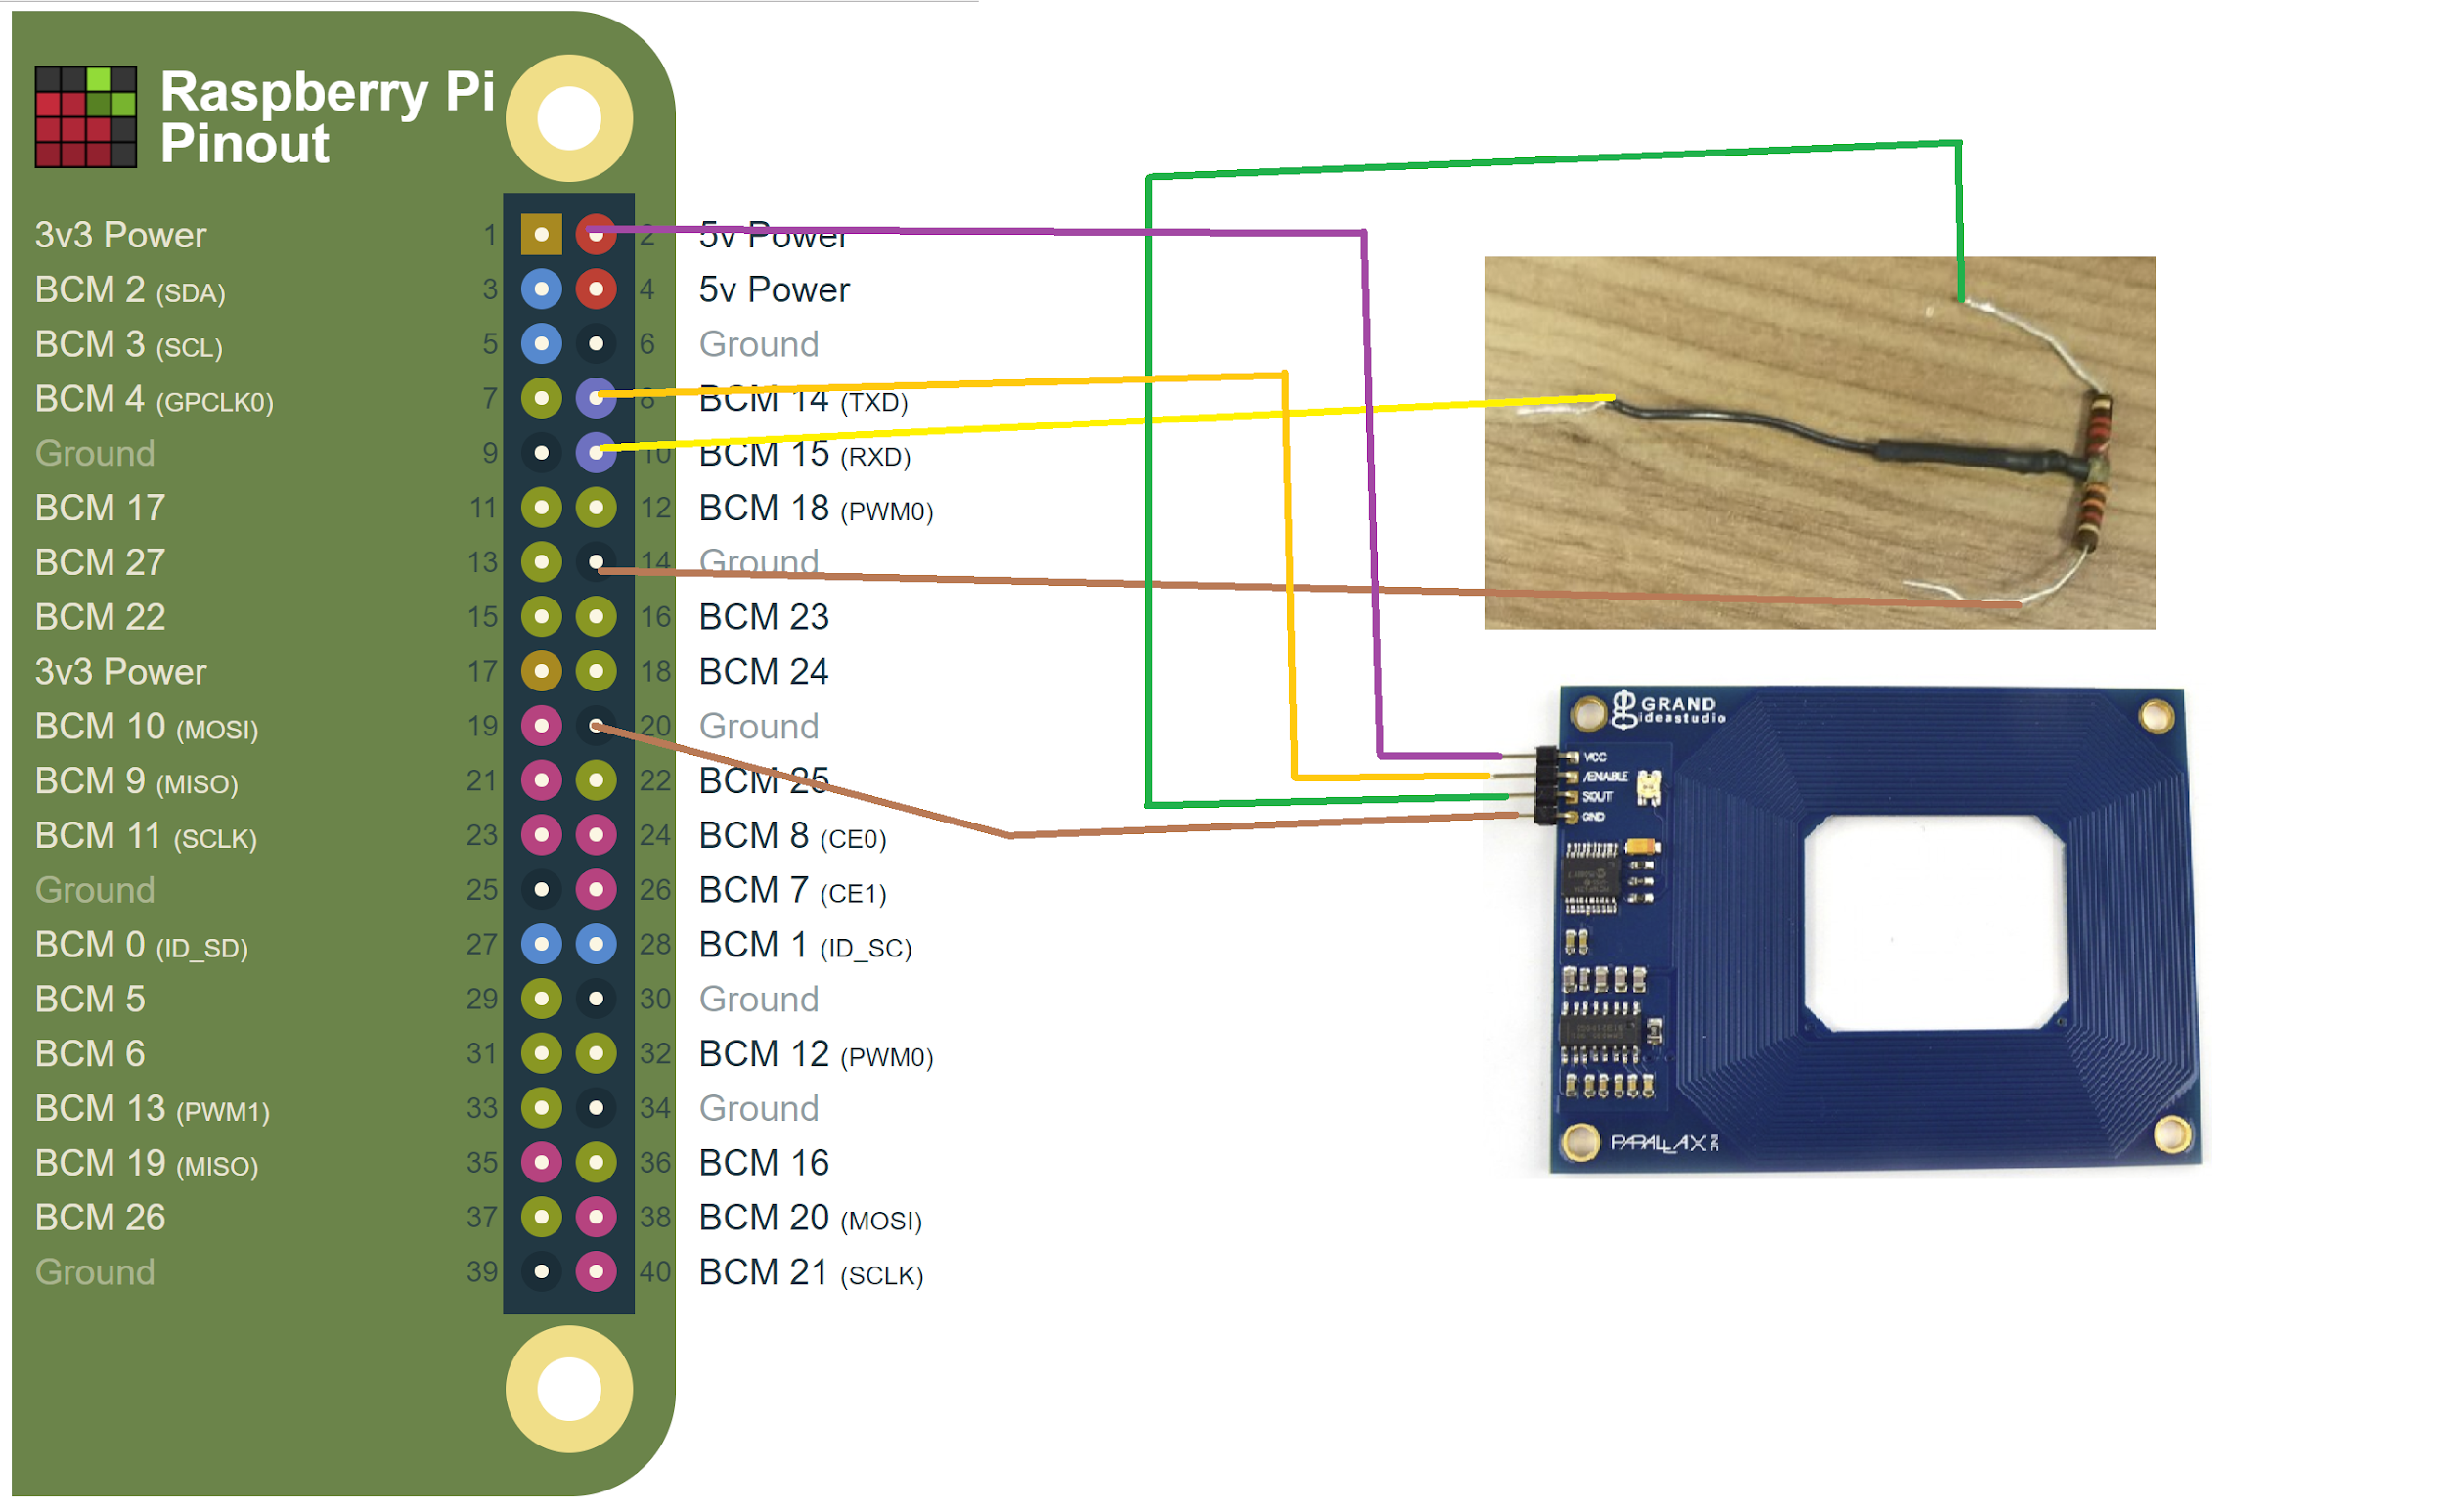 Raspberry Pi
Pinout
3v3 Power 1 2 5v Power
BCM 2 (SDA) 3 4 5v Power
BCM 3 (SCL) 5 6 Ground
BCM 4 (GPCLK0) 7 8 BCM 14 (TXD)
Ground 9 10 BCM 15 (RXD)
BCM 17 11 12 BCM 18 (PWM0)
BCM 27 13 14 Ground
BCM 22 15 16 BCM 23
3v3 Power 17 18 BCM 24
BCM 10 (MOSI) 19 20 Ground
BCM 9 (MISO) 21 22 BCM 25
BCM 11 (SCLK) 23 24 BCM 8 (CE0)
Ground 25 26 BCM 7 (CE1)
BCM 0 (ID_SD) 27 28 BCM 1 (ID_SC)
BCM 5 29 30 Ground
BCM 6 31 32 BCM 12 (PWM0)
BCM 13 (PWM1) 33 34 Ground
BCM 19 (MISO) 35 36 BCM 16
BCM 26 37 38 BCM 20 (MOSI)
Ground 39 40 BCM 21 (SCLK)
GRAND
ideastudio
VCC
/ENABLE
SOUT
GND
PARALLAX